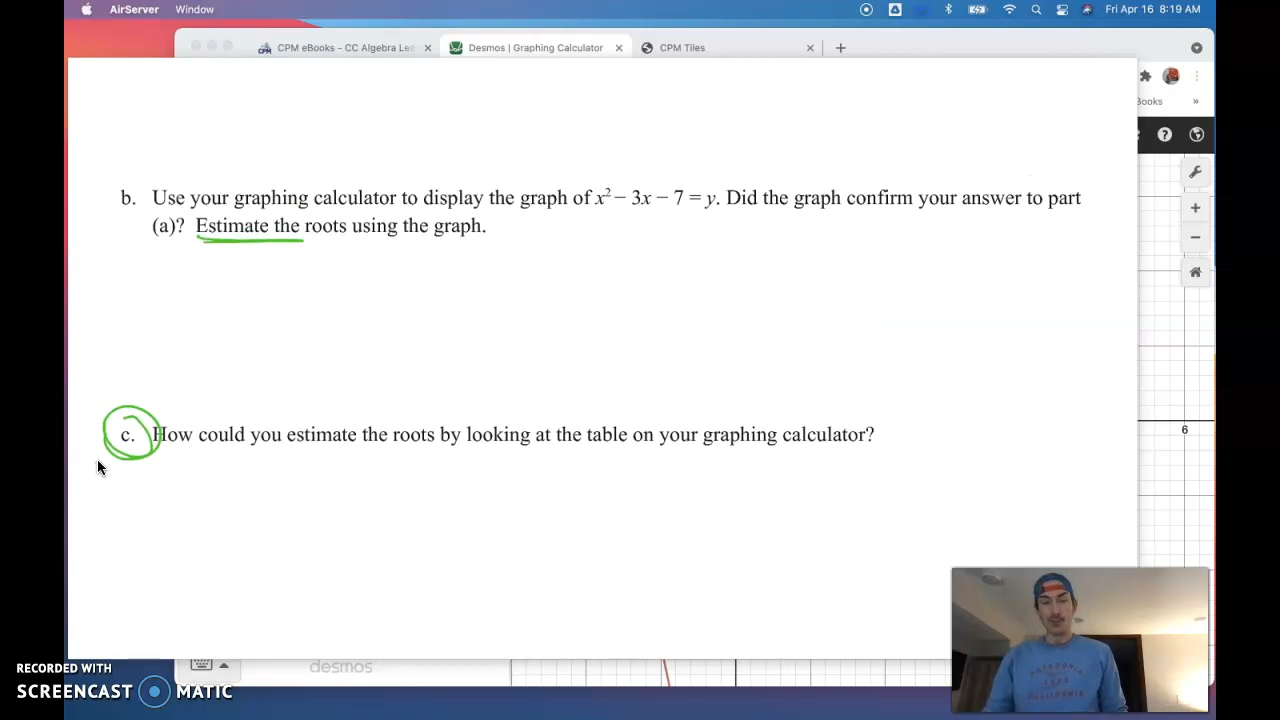 AirServer Window Fri Apr 16 8:19 AM
CPM eBooks - CC Algebra Les Desmos | Graphing Calculator CPM Tiles
Books
b. Use your graphing calculator to display the graph of x² − 3x − 7 = y. Did the graph confirm your answer to part
(a)? Estimate the roots using the graph.
c. How could you estimate the roots by looking at the table on your graphing calculator?
6
desmos
RECORDED WITH
SCREENCAST MATIC